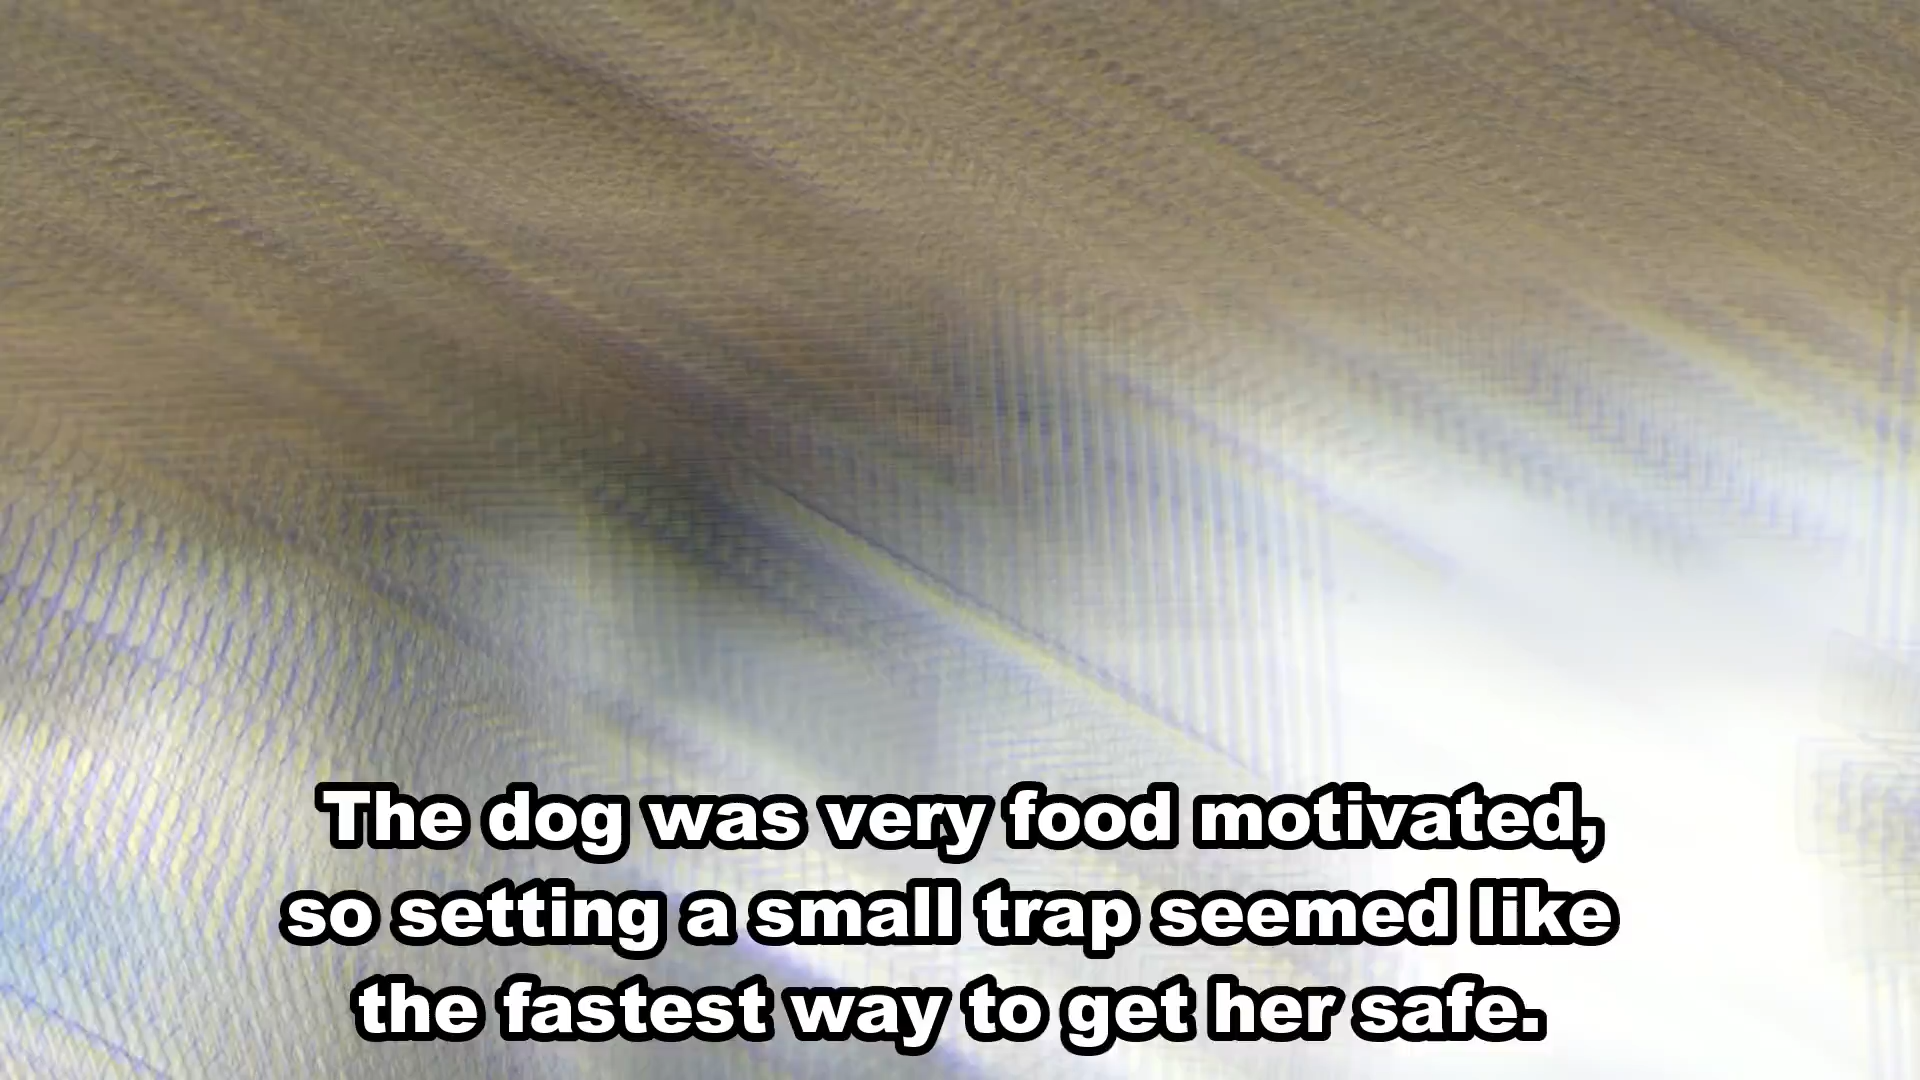 The dog was very food motivated,
so setting a small trap seemed like
the fastest way to get her safe.